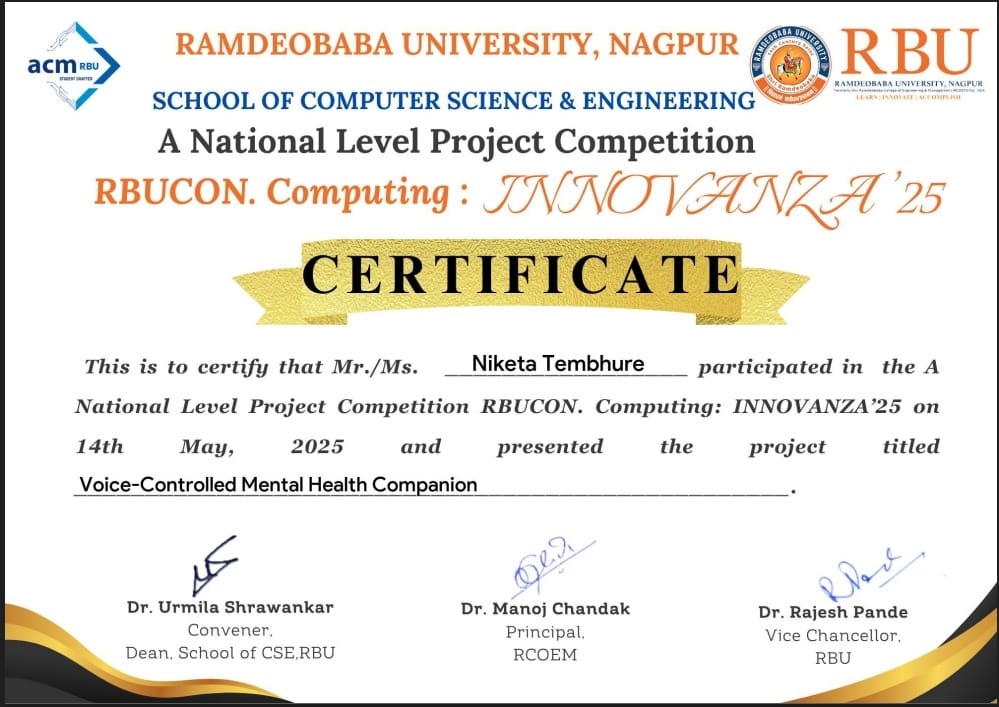 acm RBU
STUDENT CHAPTER
RAMDEOBABA UNIVERSITY, NAGPUR
RAMDEOBABA UNIVERSITY
RBU
RAMDEOBABA UNIVERSITY, NAGPUR
LEARN | INNOVATE | ACCOMPLISH
SCHOOL OF COMPUTER SCIENCE & ENGINEERING
A National Level Project Competition
RBUCON. Computing : INNOVANZA'25
CERTIFICATE
This is to certify that Mr./Ms. Niketa Tembhure participated in the A
National Level Project Competition RBUCON. Computing: INNOVANZA'25 on
14th May, 2025 and presented the project titled
Voice-Controlled Mental Health Companion.
Dr. Urmila Shrawankar
Convener,
Dean, School of CSE,RBU
Dr. Manoj Chandak
Principal,
RCOEM
Dr. Rajesh Pande
Vice Chancellor,
RBU